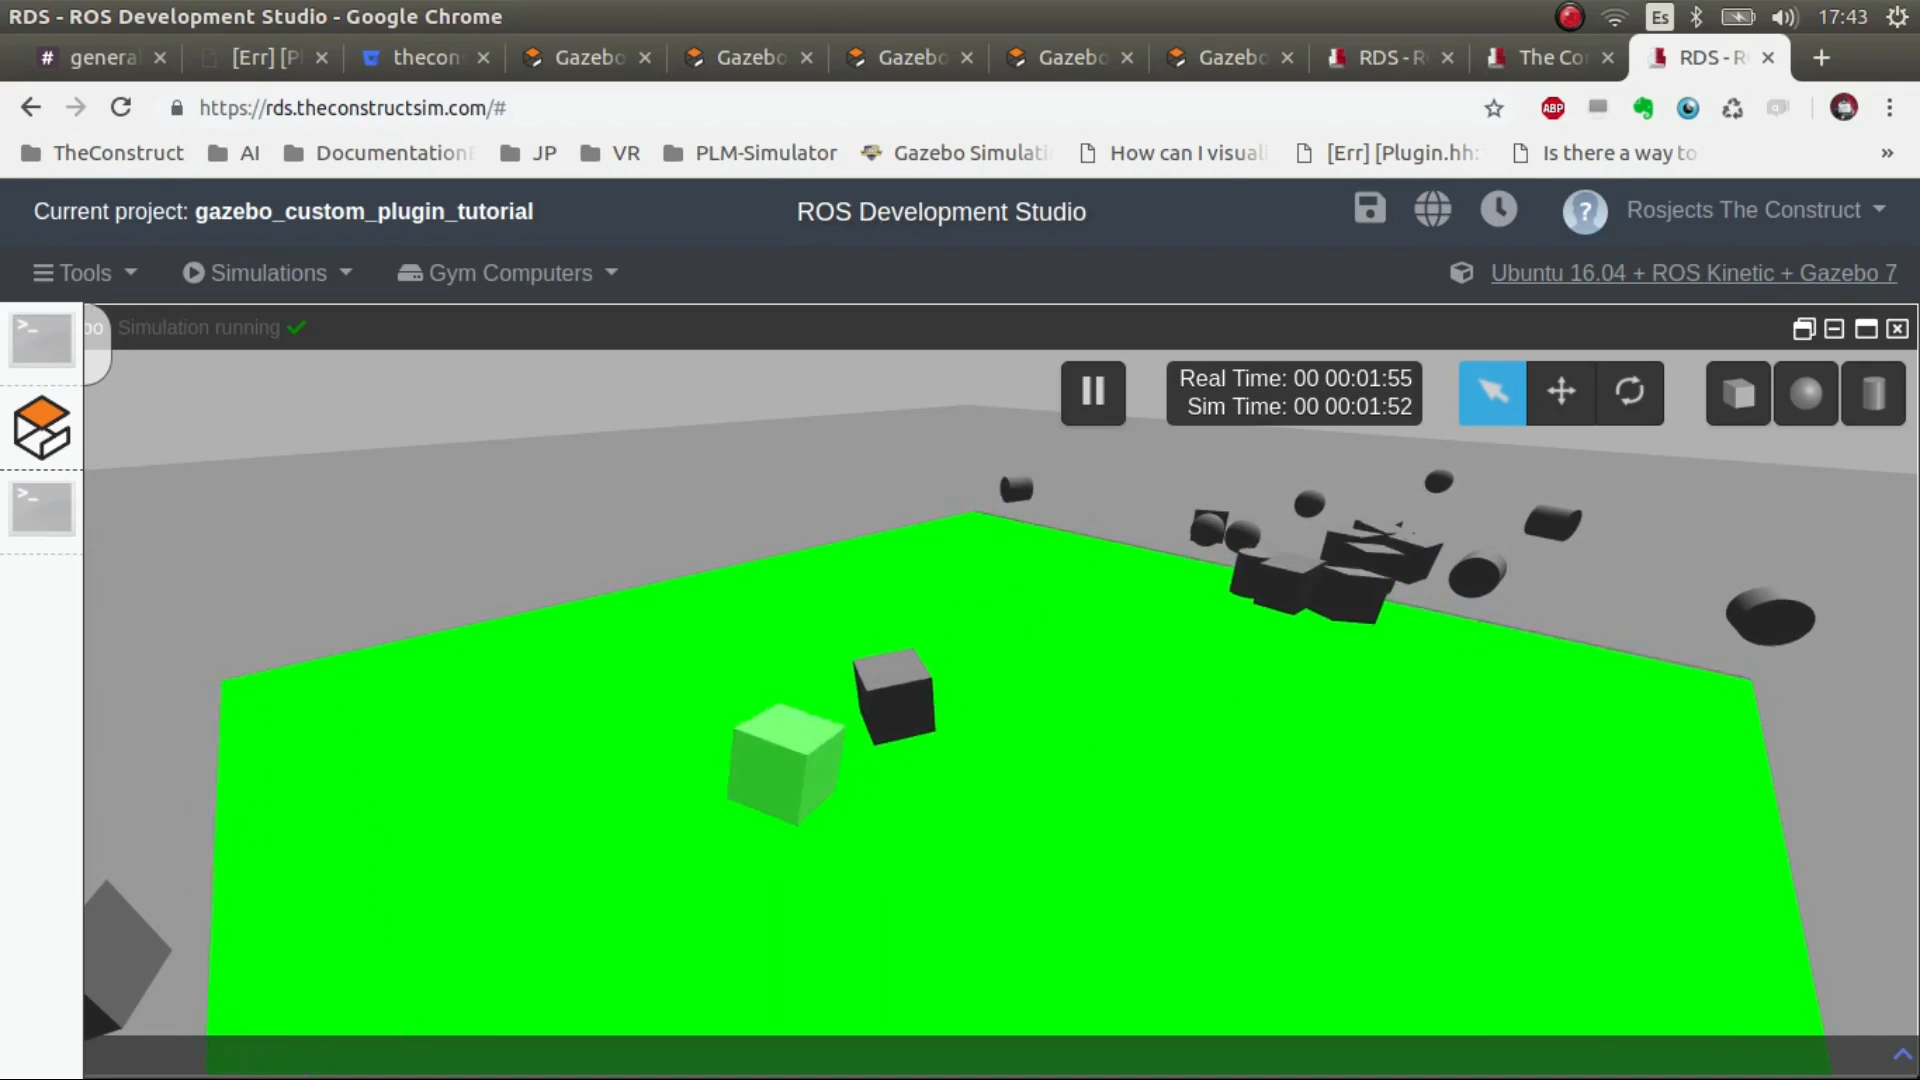 RDS - ROS Development Studio - Google Chrome
Es
17:43
# genera
[Err] [P
thecon
Gazebo
Gazebo
Gazebo
Gazebo
Gazebo
RDS - R
The Co
RDS - R
https://rds.theconstructsim.com/#
ABP
TheConstruct
AI
Documentation
JP
VR
PLM-Simulator
Gazebo Simulati
How can I visual
[Err] [Plugin.hh:
Is there a way to
»
Current project: gazebo_custom_plugin_tutorial
ROS Development Studio
?
Rosjects The Construct
Tools
Simulations
Gym Computers
Ubuntu 16.04 + ROS Kinetic + Gazebo 7
>_
bo
Simulation running
Real Time: 00 00:01:55
Sim Time: 00 00:01:52
>_